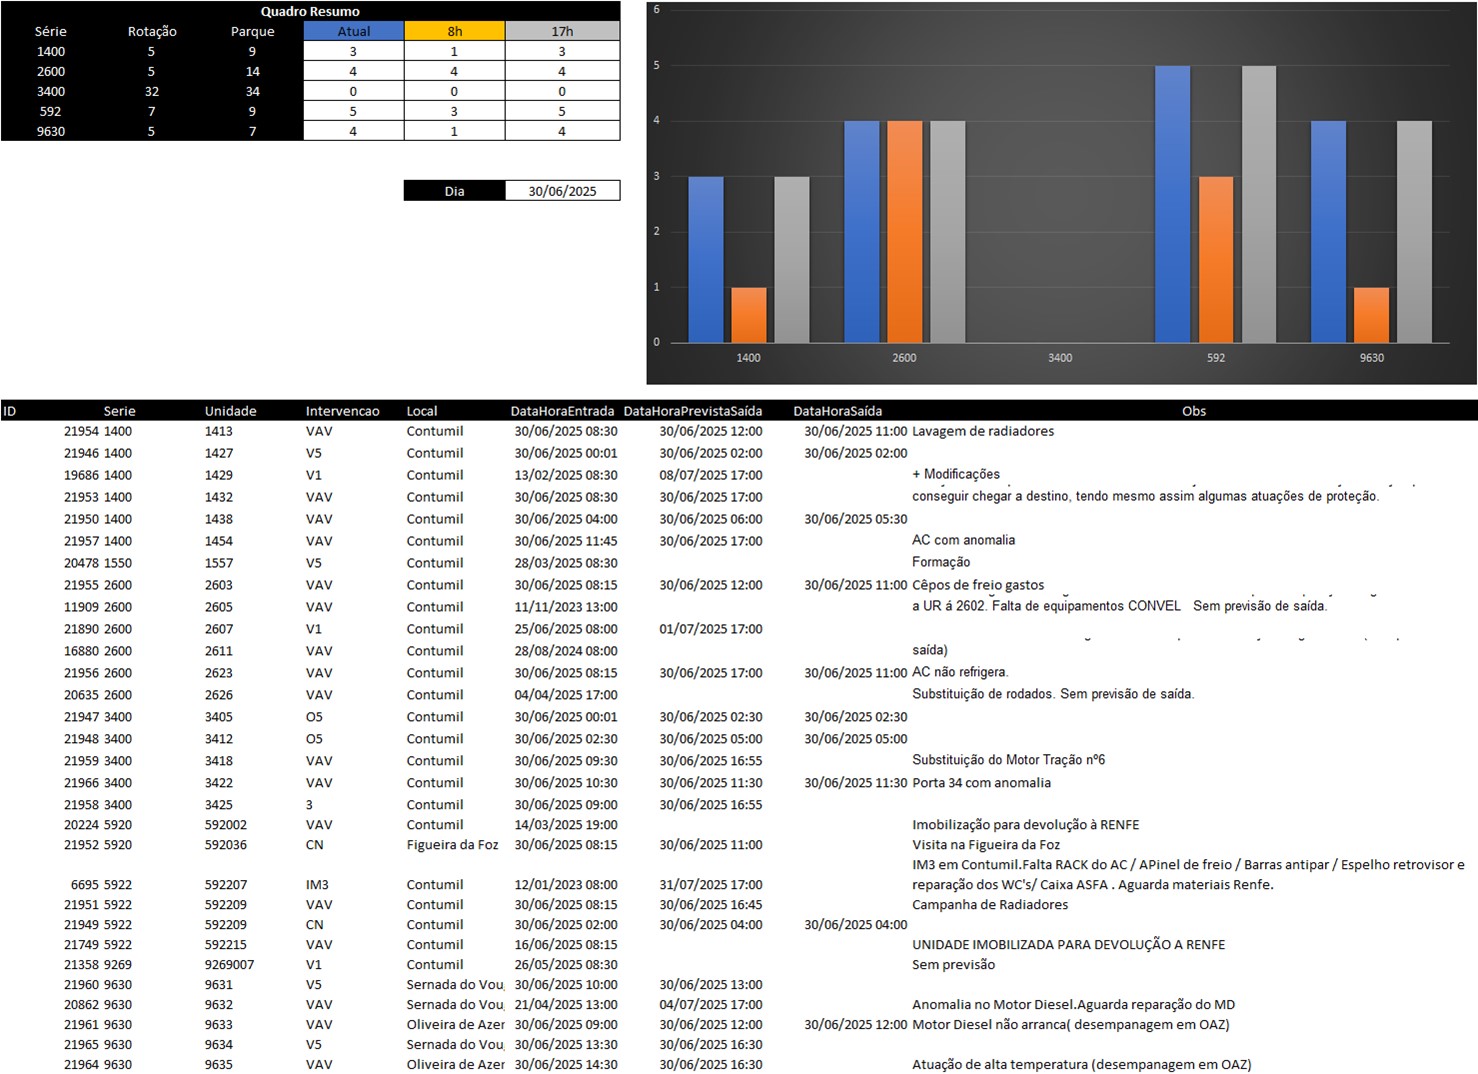 Quadro Resumo
Série Rotação Parque Atual 8h 17h
1400 5 9 3 1 3
2600 5 14 4 4 4
3400 32 34 0 0 0
592 7 9 5 3 5
9630 5 7 4 1 4
Dia 30/06/2025
6
5
4
3
2
1
0
1400 2600 3400 592 9630
ID Serie Unidade Intervencao Local DataHoraEntrada DataHoraPrevistaSaída DataHoraSaída Obs
21954 1400 1413 VAV Contumil 30/06/2025 08:30 30/06/2025 12:00 30/06/2025 11:00 Lavagem de radiadores
21946 1400 1427 V5 Contumil 30/06/2025 00:01 30/06/2025 02:00 30/06/2025 02:00
19686 1400 1429 V1 Contumil 13/02/2025 08:30 08/07/2025 17:00 + Modificações
21953 1400 1432 VAV Contumil 30/06/2025 08:30 30/06/2025 17:00 conseguir chegar a destino, tendo mesmo assim algumas atuações de proteção.
21950 1400 1438 VAV Contumil 30/06/2025 04:00 30/06/2025 06:00 30/06/2025 05:30
21957 1400 1454 VAV Contumil 30/06/2025 11:45 30/06/2025 17:00 AC com anomalia
20478 1550 1557 V5 Contumil 28/03/2025 08:30 Formação
21955 2600 2603 VAV Contumil 30/06/2025 08:15 30/06/2025 12:00 30/06/2025 11:00 Cêpos de freio gastos
11909 2600 2605 VAV Contumil 11/11/2023 13:00 a UR á 2602. Falta de equipamentos CONVEL Sem previsão de saída.
21890 2600 2607 V1 Contumil 25/06/2025 08:00 01/07/2025 17:00
16880 2600 2611 VAV Contumil 28/08/2024 08:00 saída)
21956 2600 2623 VAV Contumil 30/06/2025 08:15 30/06/2025 17:00 30/06/2025 11:00 AC não refrigera.
20635 2600 2626 VAV Contumil 04/04/2025 17:00 Substituição de rodados. Sem previsão de saída.
21947 3400 3405 O5 Contumil 30/06/2025 00:01 30/06/2025 02:30 30/06/2025 02:30
21948 3400 3412 O5 Contumil 30/06/2025 02:30 30/06/2025 05:00 30/06/2025 05:00
21959 3400 3418 VAV Contumil 30/06/2025 09:30 30/06/2025 16:55 Substituição do Motor Tração nº6
21966 3400 3422 VAV Contumil 30/06/2025 10:30 30/06/2025 11:30 30/06/2025 11:30 Porta 34 com anomalia
21958 3400 3425 3 Contumil 30/06/2025 09:00 30/06/2025 16:55
20224 5920 592002 VAV Contumil 14/03/2025 19:00 Imobilização para devolução à RENFE
21952 5920 592036 CN Figueira da Foz 30/06/2025 08:15 30/06/2025 11:00 Visita na Figueira da Foz
IM3 em Contumil.Falta RACK do AC / APinel de freio / Barras antipar / Espelho retrovisor e
6695 5922 592207 IM3 Contumil 12/01/2023 08:00 31/07/2025 17:00 reparação dos WC's/ Caixa ASFA . Aguarda materiais Renfe.
21951 5922 592209 VAV Contumil 30/06/2025 08:15 30/06/2025 16:45 Campanha de Radiadores
21949 5922 592209 CN Contumil 30/06/2025 02:00 30/06/2025 04:00 30/06/2025 04:00
21749 5922 592215 VAV Contumil 16/06/2025 08:15 UNIDADE IMOBILIZADA PARA DEVOLUÇÃO A RENFE
21358 9269 9269007 V1 Contumil 26/05/2025 08:30 Sem previsão
21960 9630 9631 V5 Sernada do Vou 30/06/2025 10:00 30/06/2025 13:00
20862 9630 9632 VAV Sernada do Vou 21/04/2025 13:00 04/07/2025 17:00 Anomalia no Motor Diesel.Aguarda reparação do MD
21961 9630 9633 VAV Oliveira de Azer 30/06/2025 09:00 30/06/2025 12:00 30/06/2025 12:00 Motor Diesel não arranca( desempanagem em OAZ)
21965 9630 9634 V5 Sernada do Vou 30/06/2025 13:30 30/06/2025 16:30
21964 9630 9635 VAV Oliveira de Azer 30/06/2025 14:30 30/06/2025 16:30 Atuação de alta temperatura (desempanagem em OAZ)